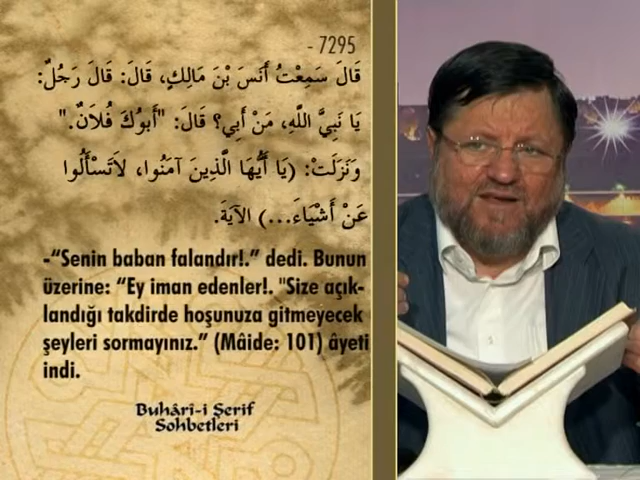 - 7295
قَالَ سَمِعْتُ أَنَسَ بْنَ مَالِكٍ، قَالَ: قَالَ رَجُلٌ:
يَا نَبِيَّ اللَّهِ، مَنْ أَبِي؟ قَالَ: "أَبوُكَ فُلاَنٌ."
وَنَزَلَتْ: (يَا أَيُّهَا الَّذِينَ آمَنُوا، لاَتَسْأَلُوا
عَنْ أَشْيَاءَ...) الآيَةَ.
-“Senin baban falandır!.” dedi. Bunun
üzerine: “Ey iman edenler!. "Size açık-
landığı takdirde hoşunuza gitmeyecek
şeyleri sormayınız.” (Mâide: 101) âyeti
indi.
Buhârî-i Şerif
Sohbetleri